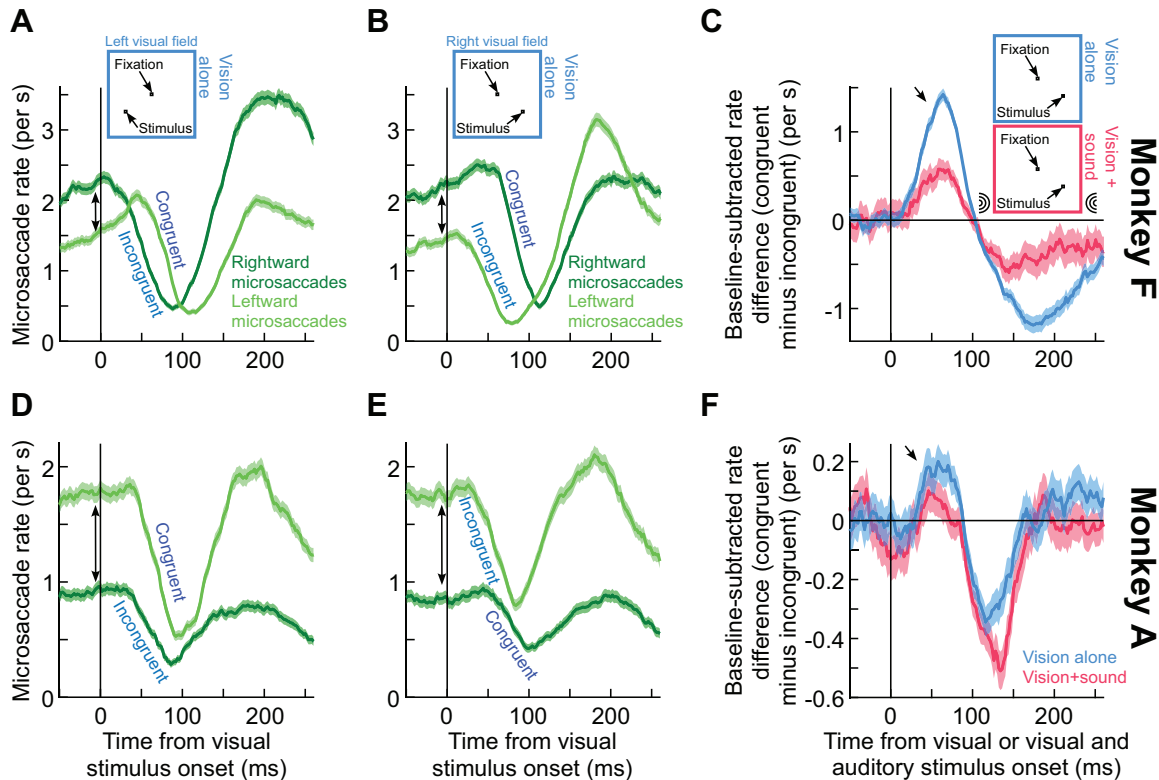 A
B
C
Left visual field
Fixation
Stimulus
Vision
alone
Right visual field
Fixation
Stimulus
Vision
alone
Fixation
Stimulus
Vision
alone
Fixation
Stimulus
Vision +
sound
Microsaccade rate (per s)
3
2
1
0
Congruent
Incongruent
Rightward
microsaccades
Leftward
microsaccades
0
100
200
3
2
1
0
Congruent
Incongruent
Rightward
microsaccades
Leftward
microsaccades
0
100
200
Baseline-subtracted rate
difference (congruent
minus incongruent) (per s)
1
0
-1
0
100
200
Monkey F
D
E
F
Microsaccade rate (per s)
2
1
0
Congruent
Incongruent
0
100
200
Time from visual
stimulus onset (ms)
2
1
0
Incongruent
Congruent
0
100
200
Time from visual
stimulus onset (ms)
Baseline-subtracted rate
difference (congruent
minus incongruent) (per s)
0.2
0
-0.2
-0.4
-0.6
Vision alone
Vision+sound
0
100
200
Time from visual or visual and
auditory stimulus onset (ms)
Monkey A